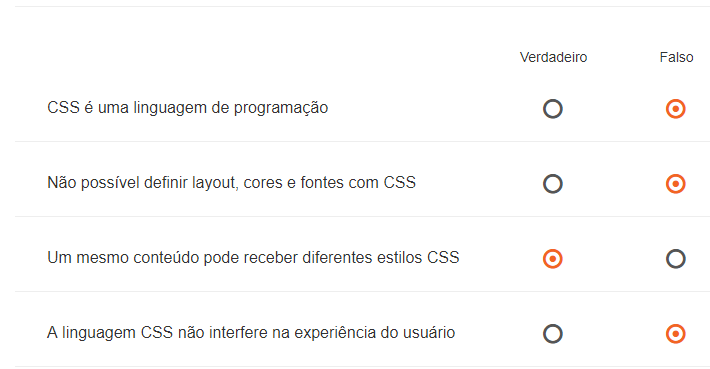 Verdadeiro Falso
CSS é uma linguagem de programação
Não possível definir layout, cores e fontes com CSS
Um mesmo conteúdo pode receber diferentes estilos CSS
A linguagem CSS não interfere na experiência do usuário